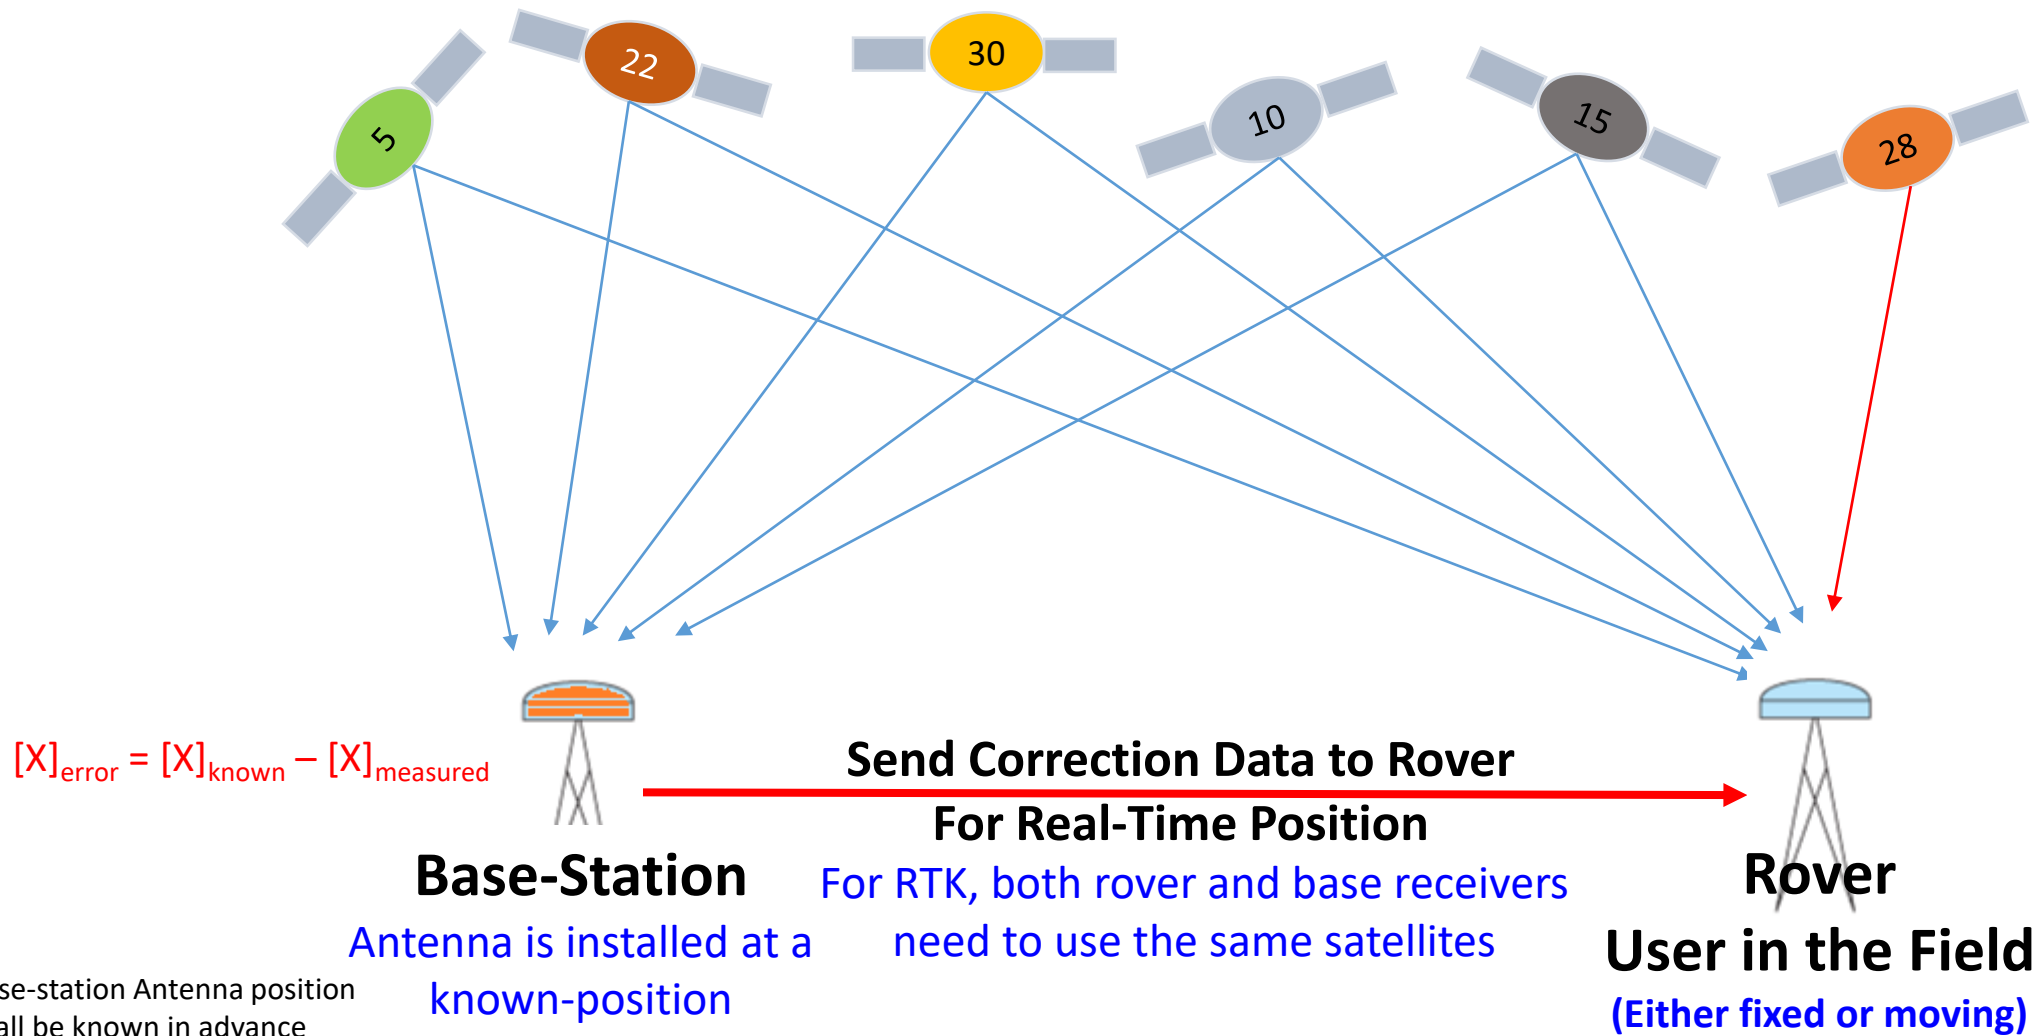 5
22
30
10
15
28
[X]error = [X]known – [X]measured
Send Correction Data to Rover
For Real-Time Position
Base-Station
Antenna is installed at a
known-position
For RTK, both rover and base receivers
need to use the same satellites
Rover
User in the Field
(Either fixed or moving)
se-station Antenna position
all be known in advance